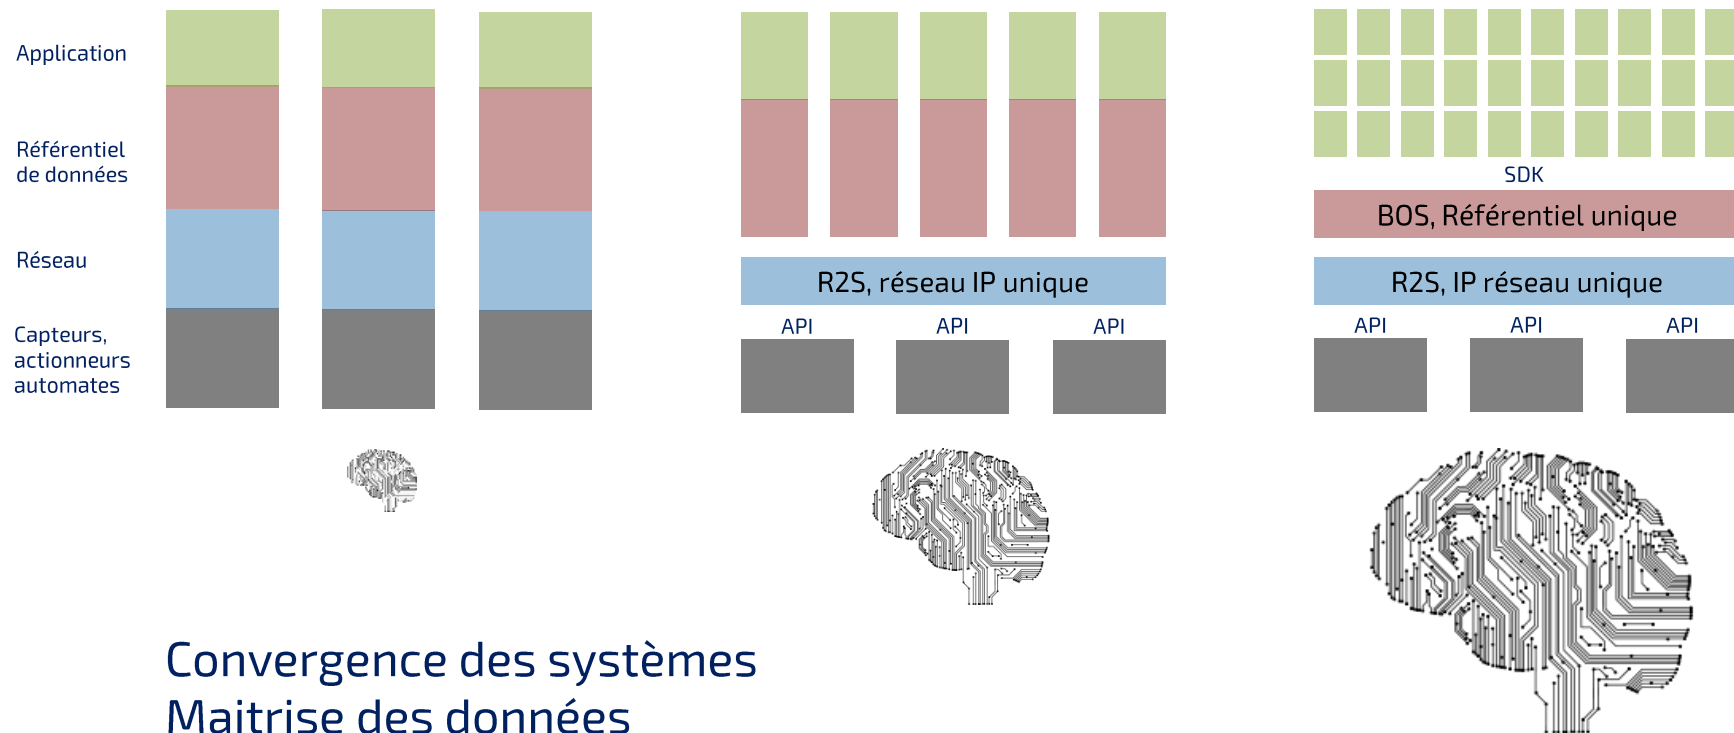 Application
Référentiel
de données
Réseau
Capteurs,
actionneurs
automates
R2S, réseau IP unique
API API API
SDK
BOS, Référentiel unique
R2S, IP réseau unique
API API API
Convergence des systèmes
Maitrise des données